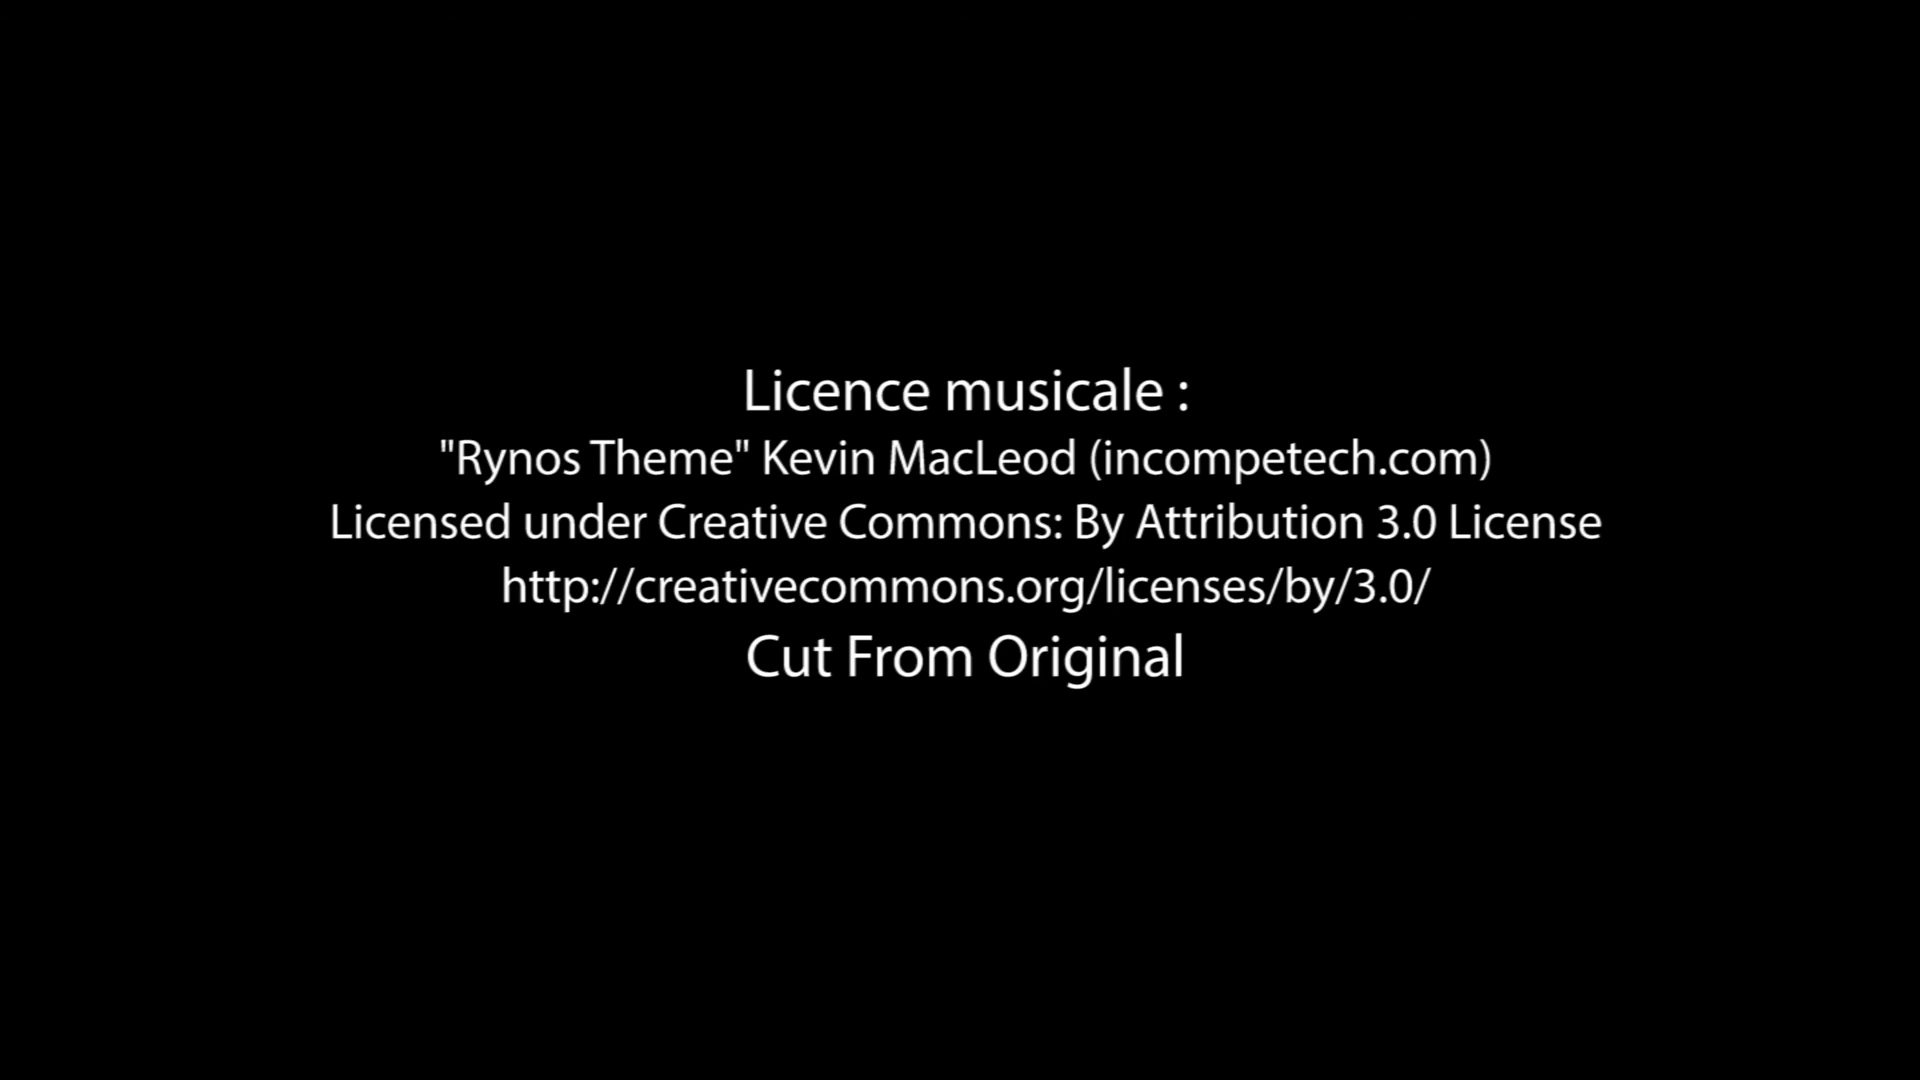 Licence musicale :
"Rynos Theme" Kevin MacLeod (incompetech.com)
Licensed under Creative Commons: By Attribution 3.0 License
http://creativecommons.org/licenses/by/3.0/
Cut From Original